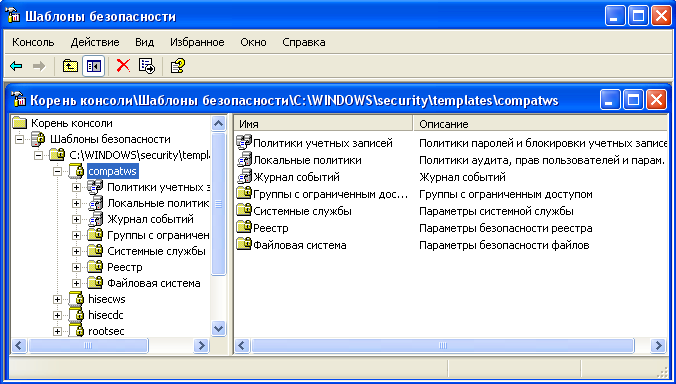 Шаблоны безопасности
Консоль Действие Вид Избранное Окно Справка
Корень консоли\Шаблоны безопасности\C:\WINDOWS\security\templates\compatws
Корень консоли
Шаблоны безопасности
C:\WINDOWS\security\templ
compatws
Политики учетных з
Локальные политик
Журнал событий
Группы с ограничен
Системные службы
Реестр
Файловая система
hisecws
hisecdc
rootsec
Имя Описание
Политики учетных записей Политики паролей и блокировки учетных записе
Локальные политики Политики аудита, прав пользователей и парам.
Журнал событий Журнал событий
Группы с ограниченным дос... Группы с ограниченным доступом
Системные службы Параметры системной службы
Реестр Параметры безопасности реестра
Файловая система Параметры безопасности файлов